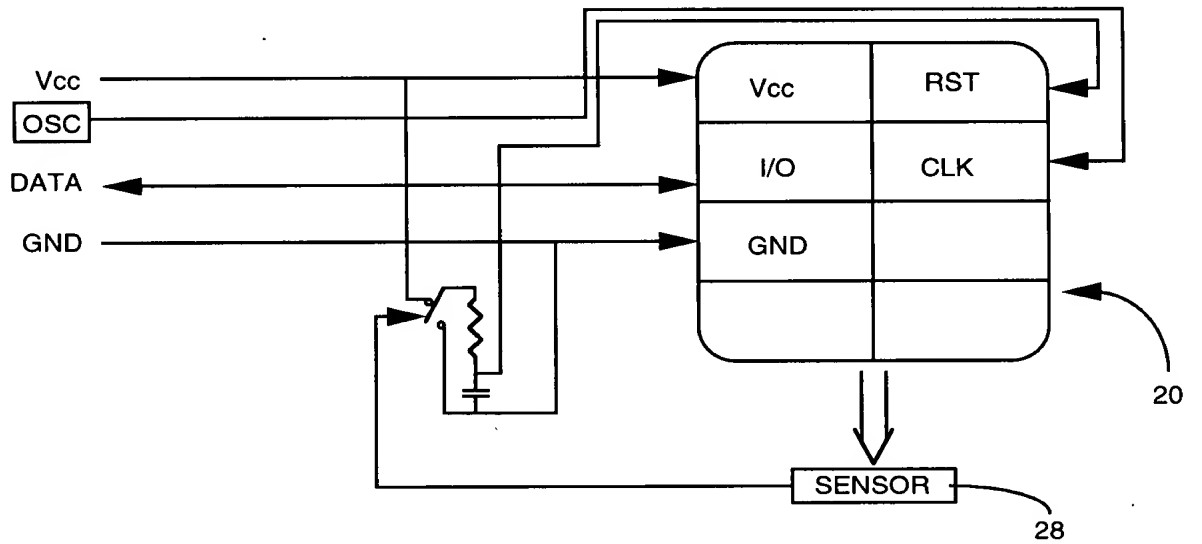 Vcc
OSC
DATA
GND
Vcc
RST
I/O
CLK
GND
20
SENSOR
28